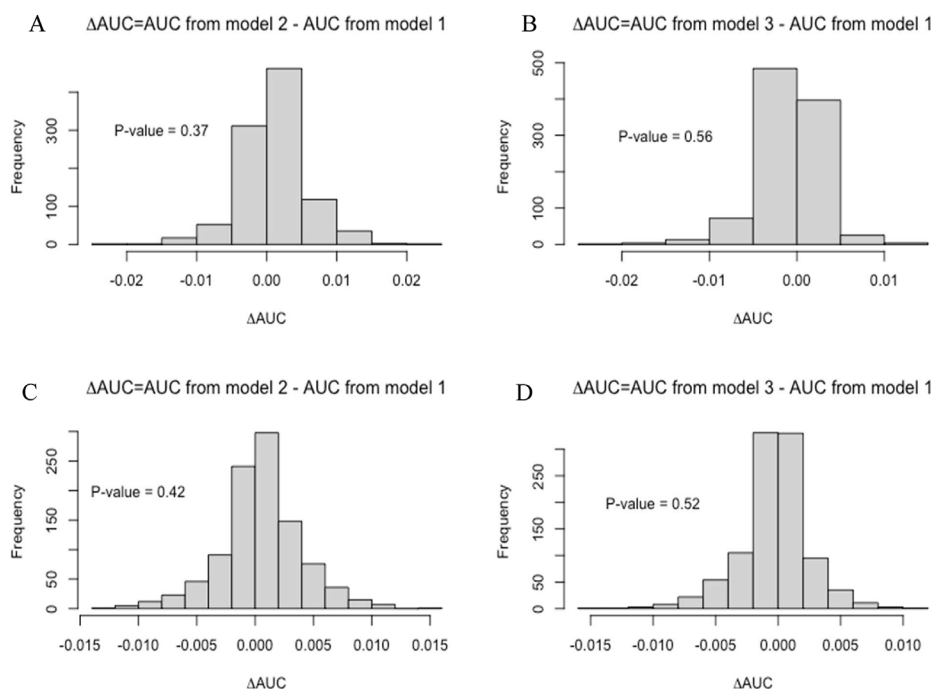 A
ΔAUC=AUC from model 2 - AUC from model 1
Frequency
0
100
300
P-value = 0.37
-0.02
-0.01
0.00
0.01
0.02
ΔAUC
B
ΔAUC=AUC from model 3 - AUC from model 1
Frequency
0
100
300
500
P-value = 0.56
-0.02
-0.01
0.00
0.01
ΔAUC
C
ΔAUC=AUC from model 2 - AUC from model 1
Frequency
0
50
150
250
P-value = 0.42
-0.015
-0.010
-0.005
0.000
0.005
0.010
0.015
ΔAUC
D
ΔAUC=AUC from model 3 - AUC from model 1
Frequency
0
50
150
250
P-value = 0.52
-0.015
-0.010
-0.005
0.000
0.005
0.010
ΔAUC